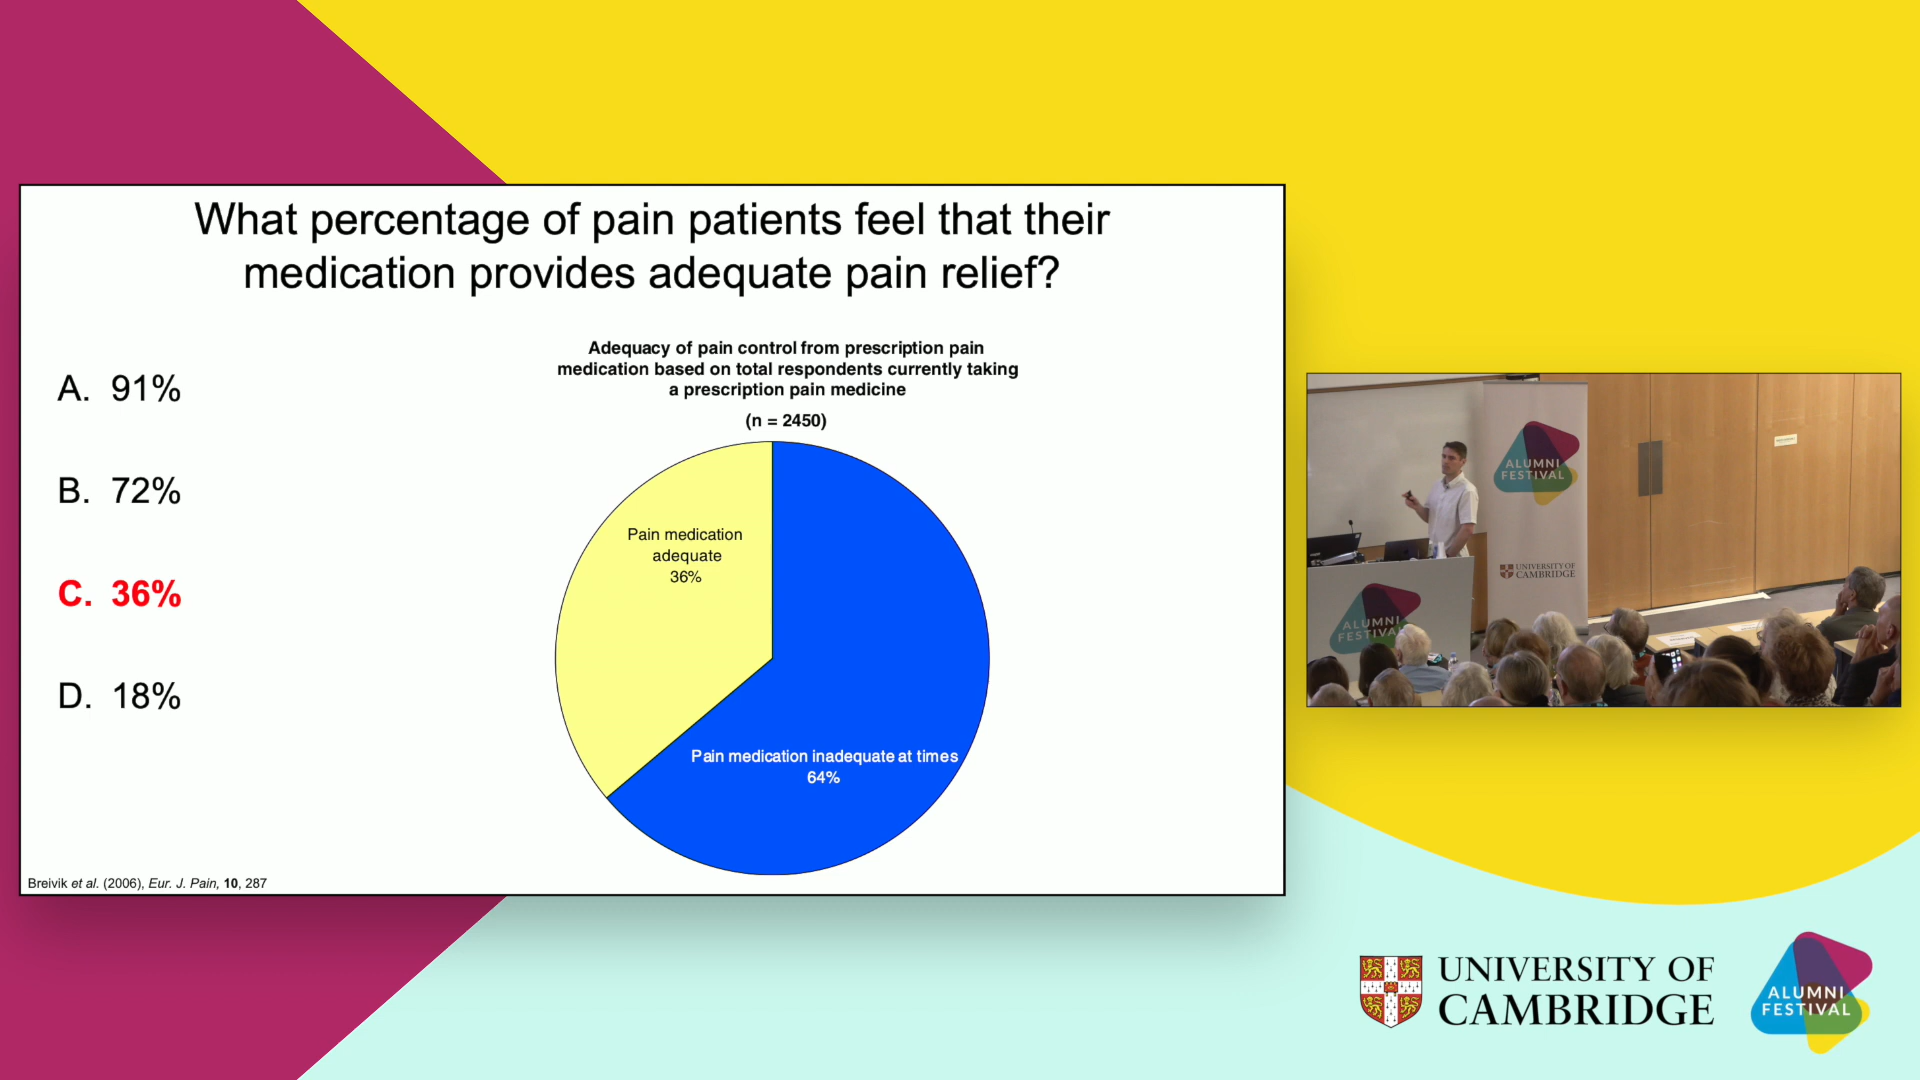 What percentage of pain patients feel that their
medication provides adequate pain relief?
A. 91%
B. 72%
C. 36%
D. 18%
Adequacy of pain control from prescription pain
medication based on total respondents currently taking
a prescription pain medicine
(n = 2450)
Pain medication
adequate
36%
Pain medication inadequate at times
64%
Breivik et al. (2006), Eur. J. Pain, 10, 287
ALUMNI
FESTIVAL
UNIVERSITY OF
CAMBRIDGE
ALUMNI
FESTIVAL
UNIVERSITY OF
CAMBRIDGE
ALUMNI
FESTIVAL